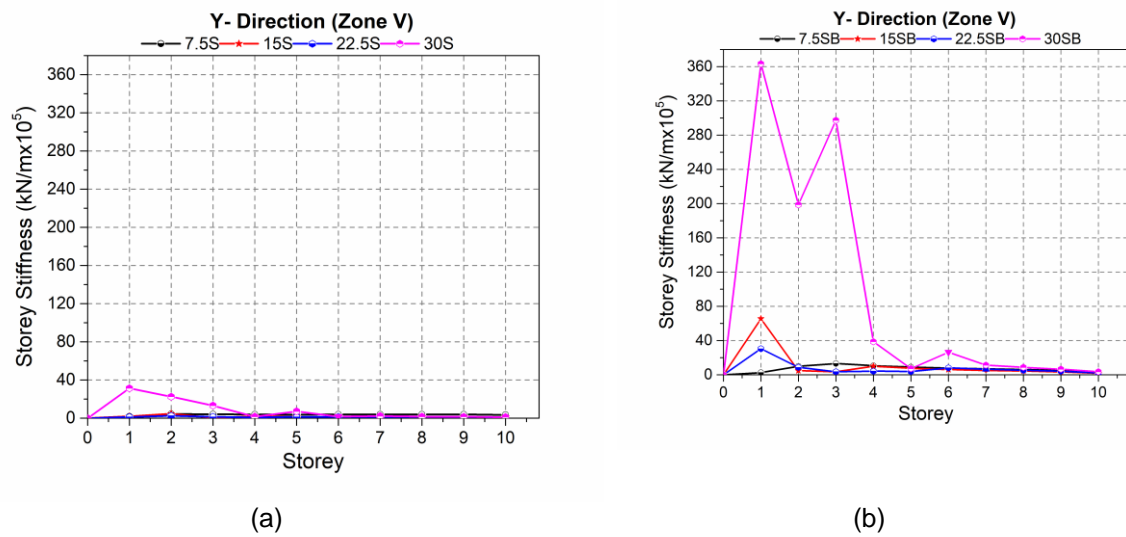 Y- Direction (Zone V)
7.5S 15S 22.5S 30S
Storey Stiffness (kN/mx10⁵)
360
320
280
240
200
160
120
80
40
0
0 1 2 3 4 5 6 7 8 9 10
Storey
(a)
Y- Direction (Zone V)
7.5SB 15SB 22.5SB 30SB
Storey Stiffness (kN/mx10⁵)
360
320
280
240
200
160
120
80
40
0
0 1 2 3 4 5 6 7 8 9 10
Storey
(b)